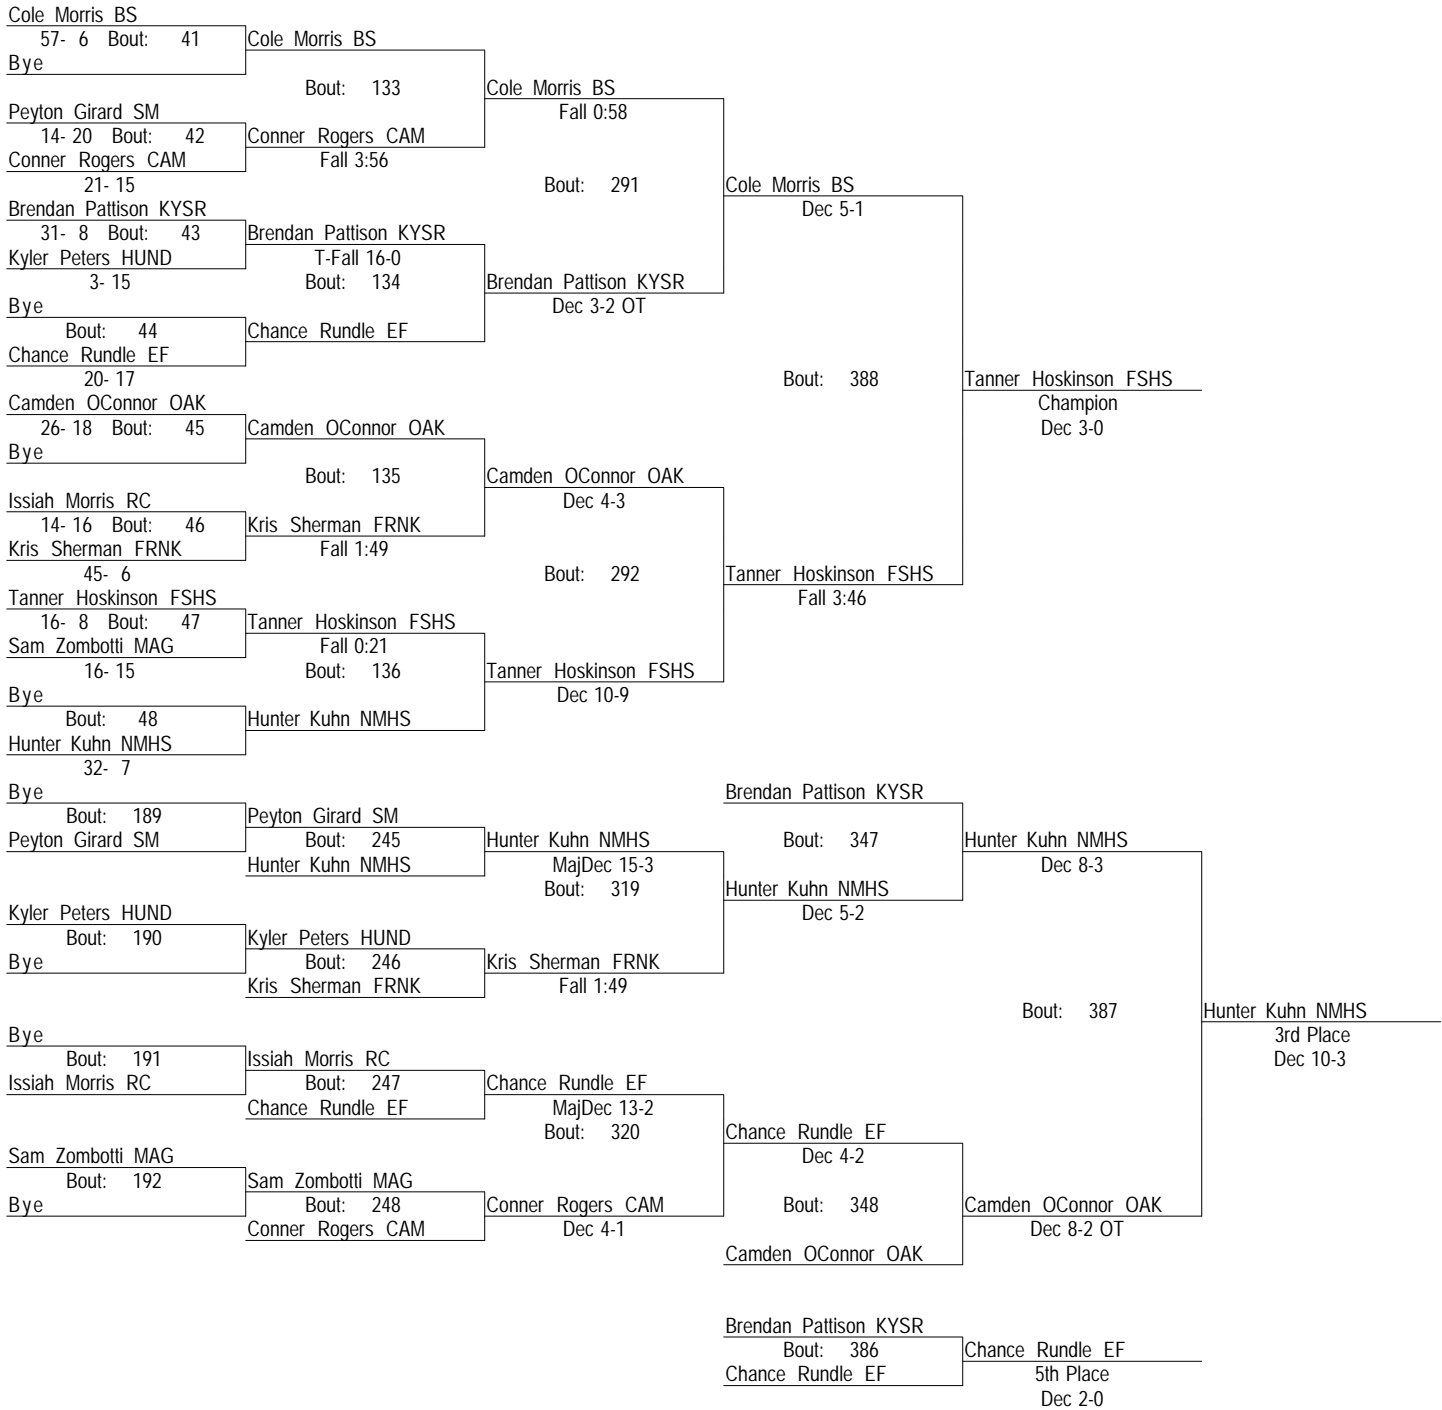 Cole Morris BS
57- 6 Bout: 41
Bye
Cole Morris BS
Bout: 133
Peyton Girard SM
14- 20 Bout: 42
Conner Rogers CAM
21- 15
Conner Rogers CAM
Fall 3:56
Cole Morris BS
Fall 0:58
Bout: 291
Brendan Pattison KYSR
31- 8 Bout: 43
Kyler Peters HUND
3- 15
Brendan Pattison KYSR
T-Fall 16-0
Bout: 134
Bye
Bout: 44
Chance Rundle EF
20- 17
Chance Rundle EF
Brendan Pattison KYSR
Dec 3-2 OT
Cole Morris BS
Dec 5-1
Bout: 388
Camden OConnor OAK
26- 18 Bout: 45
Bye
Camden OConnor OAK
Bout: 135
Issiah Morris RC
14- 16 Bout: 46
Kris Sherman FRNK
45- 6
Kris Sherman FRNK
Fall 1:49
Camden OConnor OAK
Dec 4-3
Bout: 292
Tanner Hoskinson FSHS
16- 8 Bout: 47
Sam Zombotti MAG
16- 15
Tanner Hoskinson FSHS
Fall 0:21
Bout: 136
Bye
Bout: 48
Hunter Kuhn NMHS
32- 7
Hunter Kuhn NMHS
Tanner Hoskinson FSHS
Dec 10-9
Tanner Hoskinson FSHS
Fall 3:46
Tanner Hoskinson FSHS
Champion
Dec 3-0
Bye
Bout: 189
Peyton Girard SM
Peyton Girard SM
Bout: 245
Hunter Kuhn NMHS
Hunter Kuhn NMHS
MajDec 15-3
Bout: 319
Kyler Peters HUND
Bout: 190
Bye
Kyler Peters HUND
Bout: 246
Kris Sherman FRNK
Kris Sherman FRNK
Fall 1:49
Brendan Pattison KYSR
Bout: 347
Hunter Kuhn NMHS
Dec 5-2
Hunter Kuhn NMHS
Dec 8-3
Bout: 387
Bye
Bout: 191
Issiah Morris RC
Issiah Morris RC
Bout: 247
Chance Rundle EF
Chance Rundle EF
MajDec 13-2
Bout: 320
Sam Zombotti MAG
Bout: 192
Bye
Sam Zombotti MAG
Bout: 248
Conner Rogers CAM
Conner Rogers CAM
Dec 4-1
Chance Rundle EF
Dec 4-2
Bout: 348
Camden OConnor OAK
Camden OConnor OAK
Dec 8-2 OT
Hunter Kuhn NMHS
3rd Place
Dec 10-3
Brendan Pattison KYSR
Bout: 386
Chance Rundle EF
Chance Rundle EF
5th Place
Dec 2-0